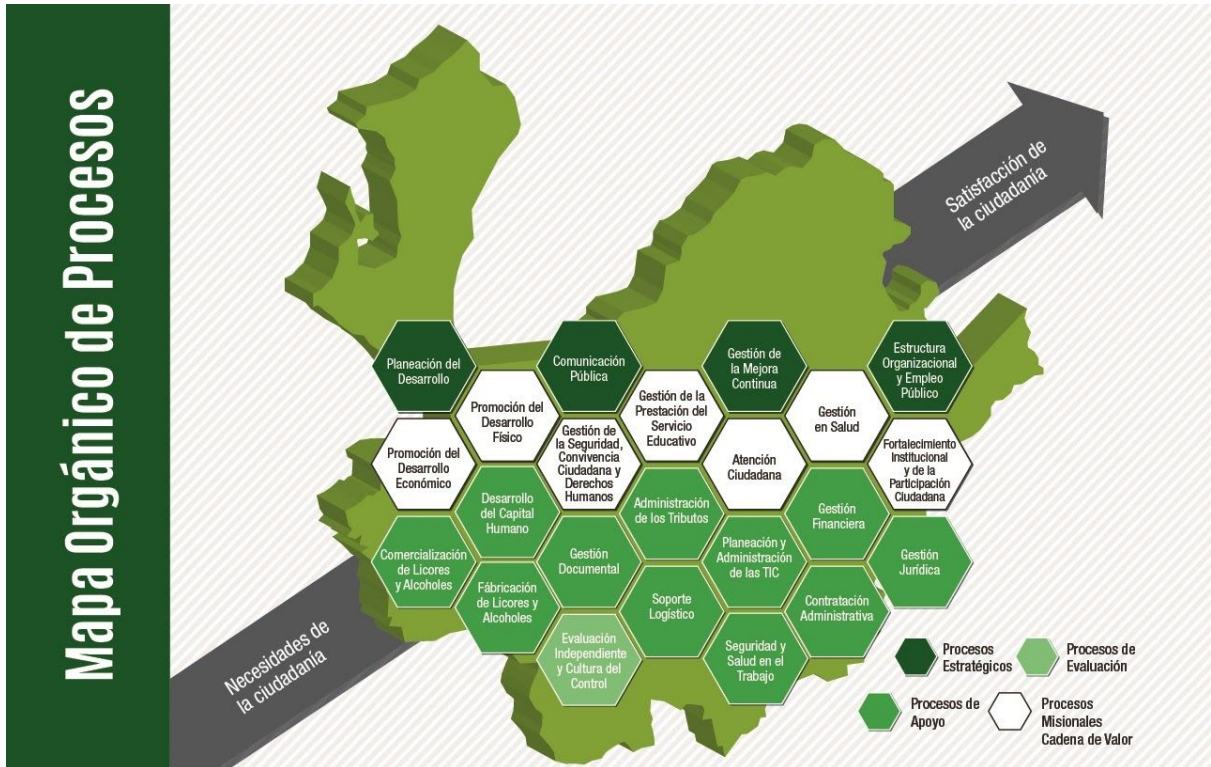 Mapa Orgánico de Procesos
Satisfacción de
la ciudadanía
Planeación del
Desarrollo
Comunicación
Pública
Gestión de
la Mejora
Continua
Estructura
Organizacional
y Empleo
Público
Promoción del
Desarrollo
Físico
Gestión de la
Prestación del
Servicio
Educativo
Gestión
en Salud
Promoción del
Desarrollo
Económico
Gestión de
la Seguridad,
Convivencia
Ciudadana y
Derechos
Humanos
Atención
Ciudadana
Fortalecimiento
Institucional
y de la
Participación
Ciudadana
Desarrollo
del Capital
Humano
Administración
de los Tributos
Gestión
Financiera
Comercialización
de Licores
y Alcoholes
Gestión
Documental
Planeación y
Administración
de las TIC
Gestión
Jurídica
Fábricación
de Licores y
Alcoholes
Soporte
Logístico
Contratación
Administrativa
Evaluación
Independiente
y Cultura del
Control
Seguridad y
Salud en el
Trabajo
Necesidades de
la ciudadanía
Procesos
Estratégicos
Procesos de
Evaluación
Procesos de
Apoyo
Procesos
Misionales
Cadena de Valor